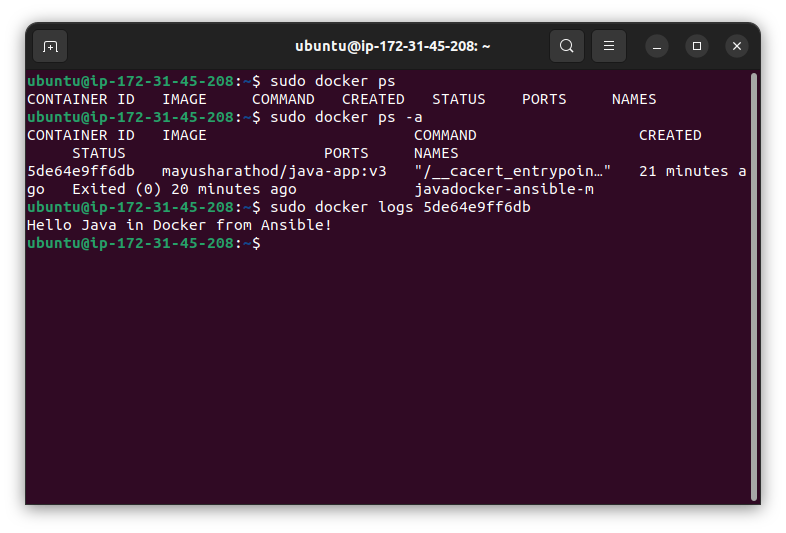 ubuntu@ip-172-31-45-208: ~
ubuntu@ip-172-31-45-208:~$ sudo docker ps
CONTAINER ID   IMAGE     COMMAND   CREATED   STATUS    PORTS     NAMES
ubuntu@ip-172-31-45-208:~$ sudo docker ps -a
CONTAINER ID   IMAGE                       COMMAND                  CREATED
     STATUS                      PORTS     NAMES
5de64e9ff6db   mayusharathod/java-app:v3   "/__cacert_entrypoin…"   21 minutes a
go   Exited (0) 20 minutes ago             javadocker-ansible-m
ubuntu@ip-172-31-45-208:~$ sudo docker logs 5de64e9ff6db
Hello Java in Docker from Ansible!
ubuntu@ip-172-31-45-208:~$